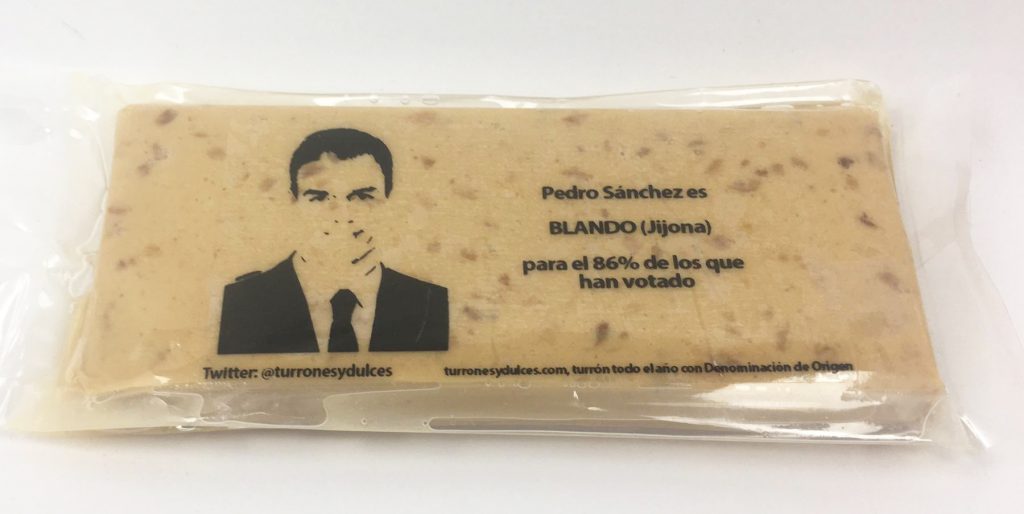 Pedro Sánchez es
BLANDO (Jijona)
para el 86% de los que
han votado
Twitter: @turronesydulces
turronesydulces.com, turrón todo el año con Denominación de Origen